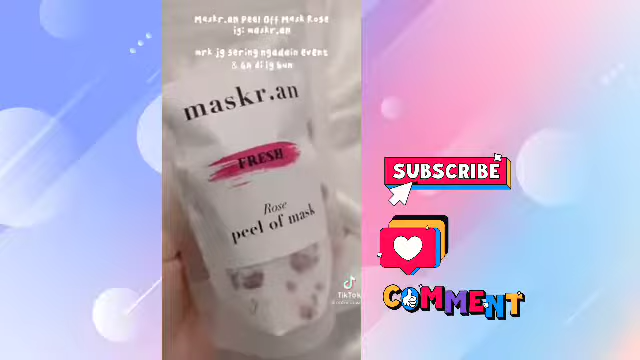 Maskr.an Peel Off Mask Rose
ig: maskr.an
mrk jg sering ngadain Event
& GA di ig bun
maskr.an
FRESH
Rose
peel of mask
SUBSCRIBE
COMMENT
TikTok